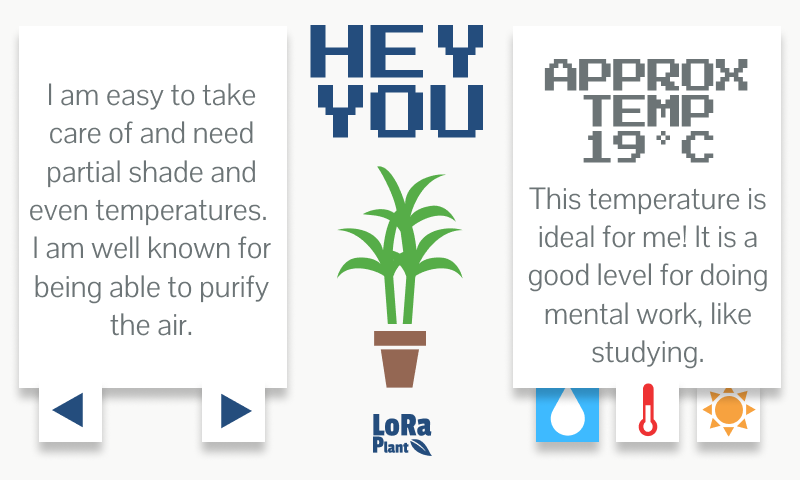 I am easy to take
care of and need
partial shade and
even temperatures.
I am well known for
being able to purify
the air.
HEY
YOU
LoRa
Plant
APPROX
TEMP
19°C
This temperature is
ideal for me! It is a
good level for doing
mental work, like
studying.